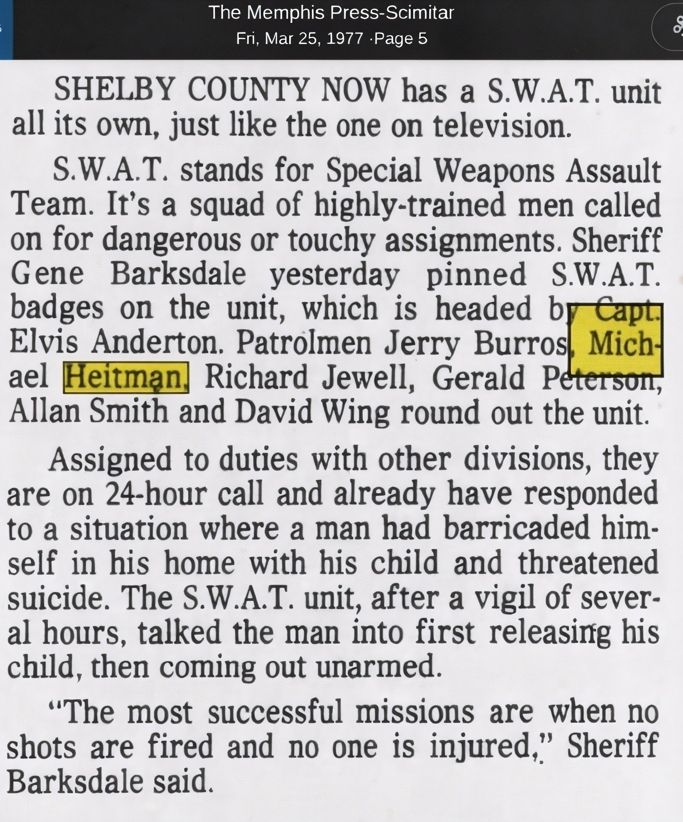 The Memphis Press-Scimitar
Fri, Mar 25, 1977 ·Page 5
SHELBY COUNTY NOW has a S.W.A.T. unit
all its own, just like the one on television.
S.W.A.T. stands for Special Weapons Assault
Team. It's a squad of highly-trained men called
on for dangerous or touchy assignments. Sheriff
Gene Barksdale yesterday pinned S.W.A.T.
badges on the unit, which is headed by Capt.
Elvis Anderton. Patrolmen Jerry Burros, Mich-
ael Heitman, Richard Jewell, Gerald Peterson,
Allan Smith and David Wing round out the unit.
Assigned to duties with other divisions, they
are on 24-hour call and already have responded
to a situation where a man had barricaded him-
self in his home with his child and threatened
suicide. The S.W.A.T. unit, after a vigil of sever-
al hours, talked the man into first releasing his
child, then coming out unarmed.
"The most successful missions are when no
shots are fired and no one is injured," Sheriff
Barksdale said.